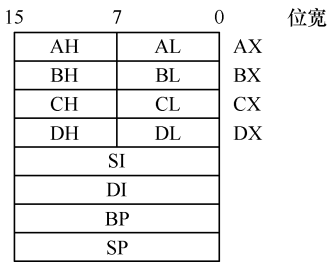 15 7 0 位宽
AH AL AX
BH BL BX
CH CL CX
DH DL DX
SI
DI
BP
SP